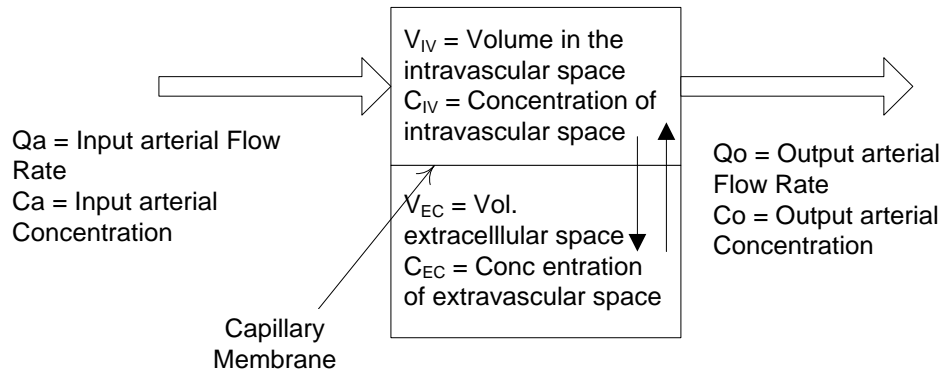 V_IV = Volume in the
intravascular space
C_IV = Concentration of
intravascular space
Qa = Input arterial Flow
Rate
Ca = Input arterial
Concentration
V_EC = Vol.
extracelllular space
C_EC = Conc entration
of extravascular space
Qo = Output arterial
Flow Rate
Co = Output arterial
Concentration
Capillary
Membrane